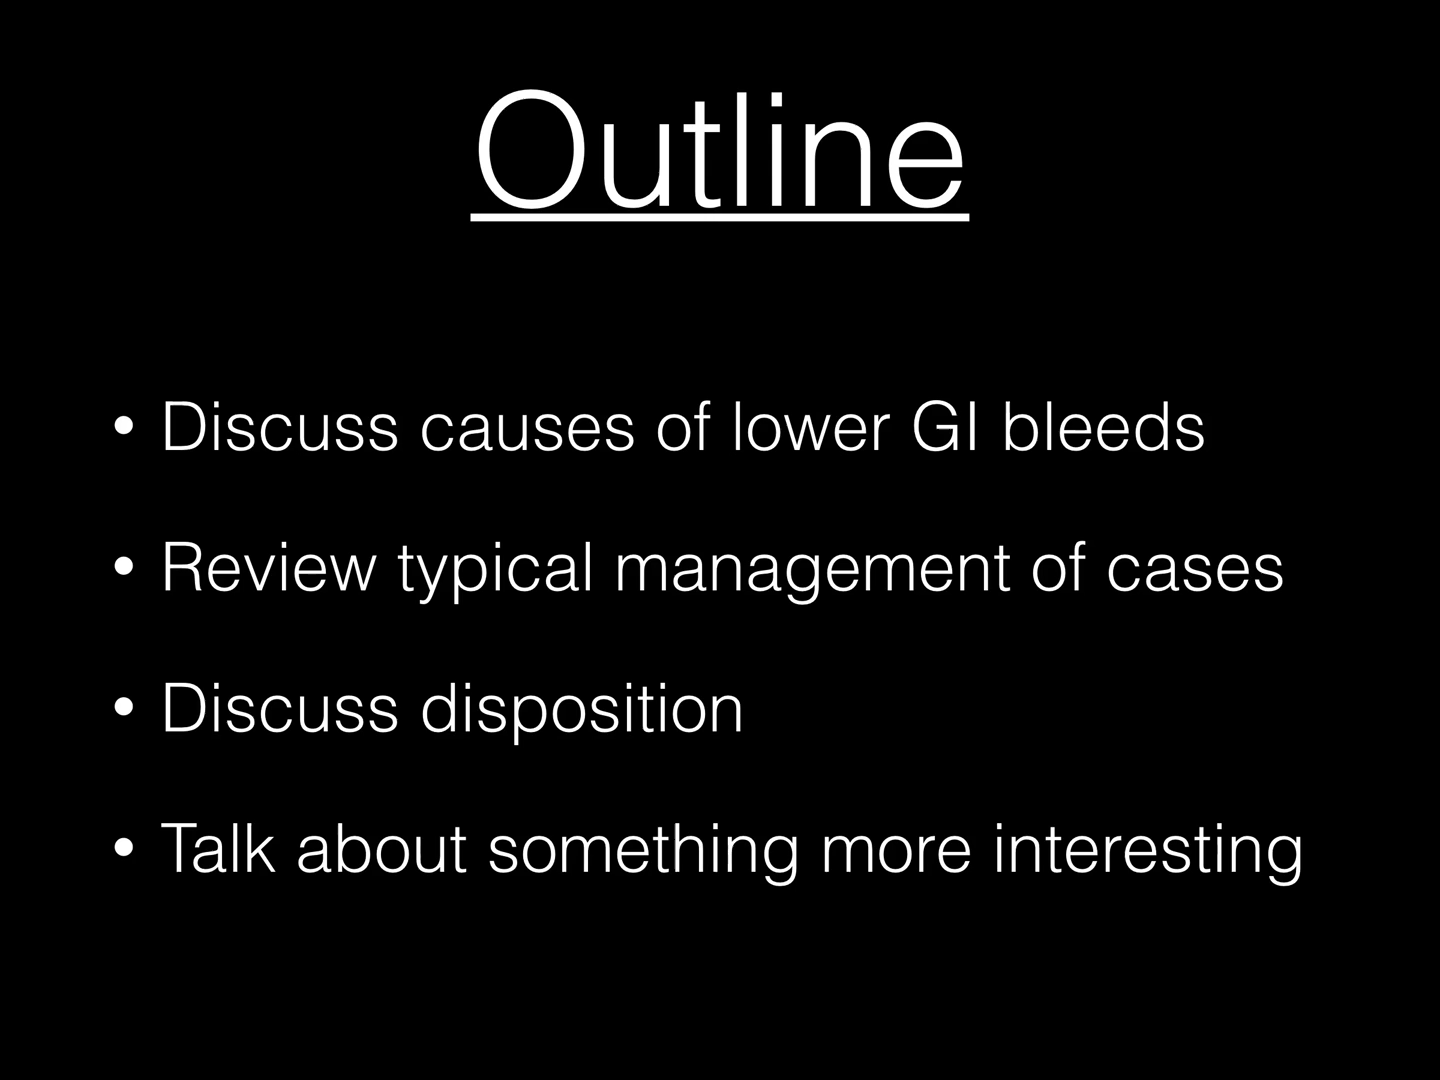 Outline
• Discuss causes of lower GI bleeds
• Review typical management of cases
• Discuss disposition
• Talk about something more interesting